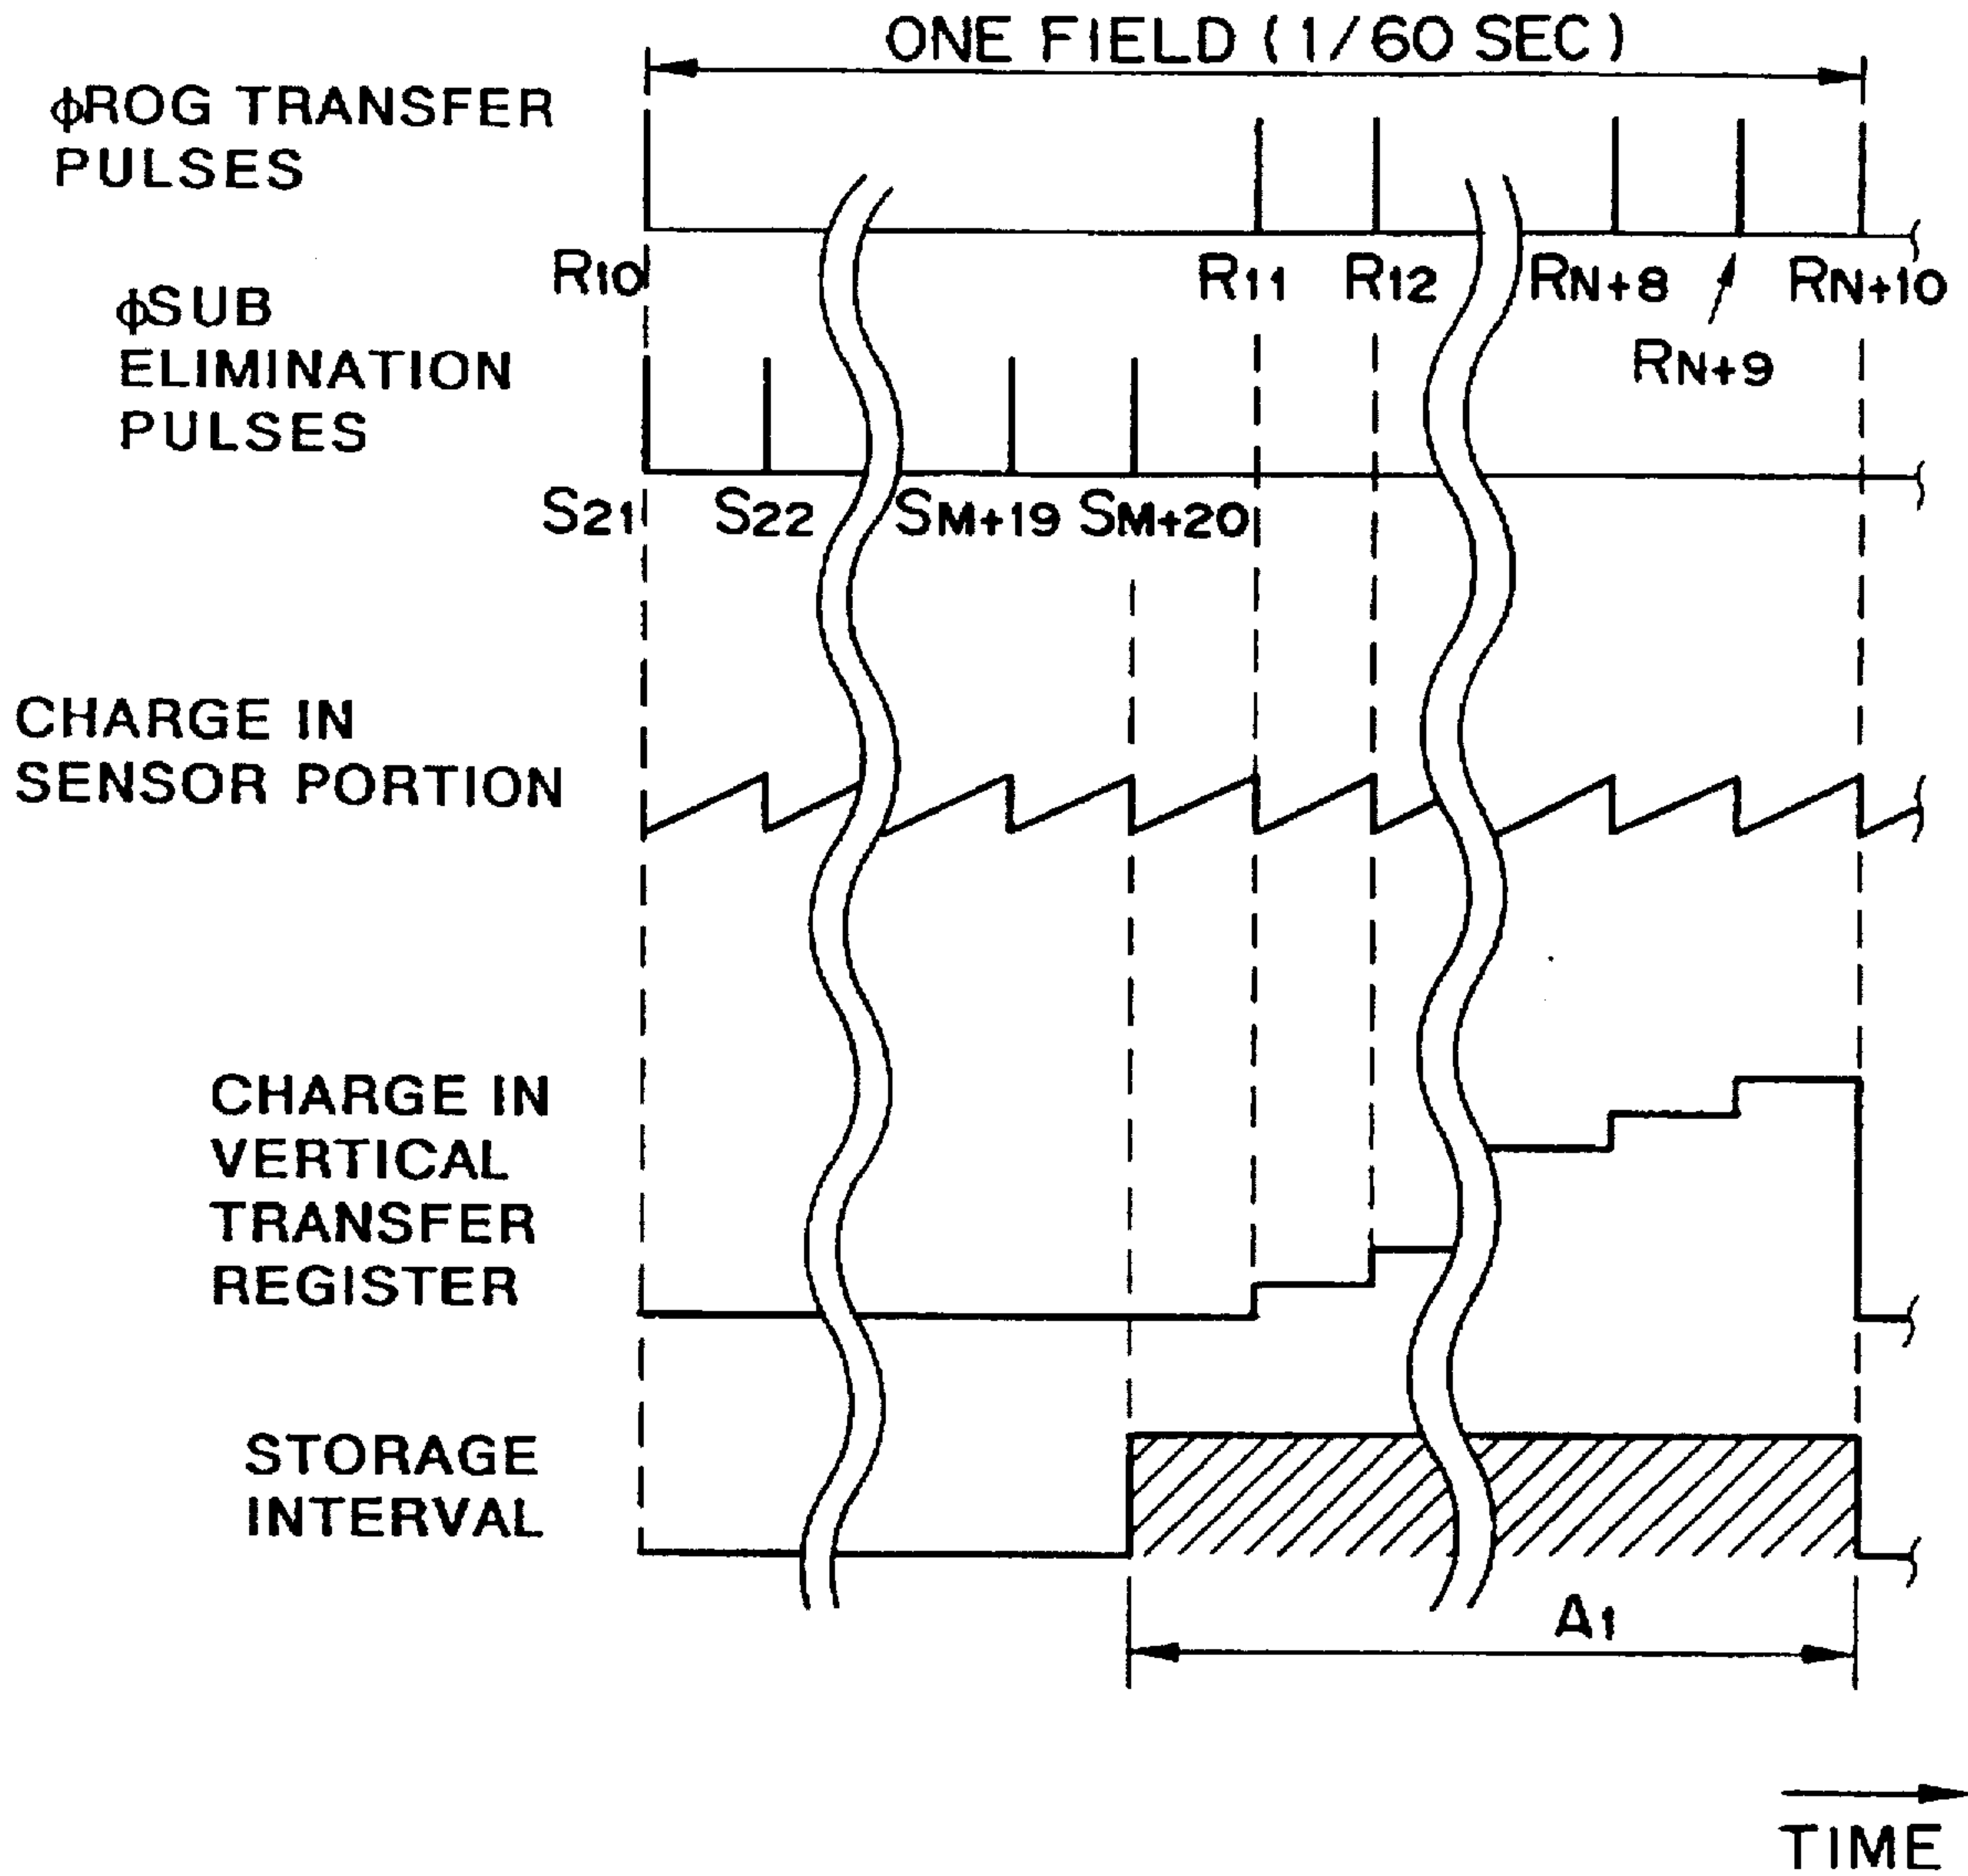 ONE FIELD (1/60 SEC)
φROG TRANSFER
PULSES
R10
R11
R12
RN+8
RN+10
RN+9
φSUB
ELIMINATION
PULSES
S21
S22
SM+19
SM+20
CHARGE IN
SENSOR PORTION
CHARGE IN
VERTICAL
TRANSFER
REGISTER
STORAGE
INTERVAL
Δ1
TIME